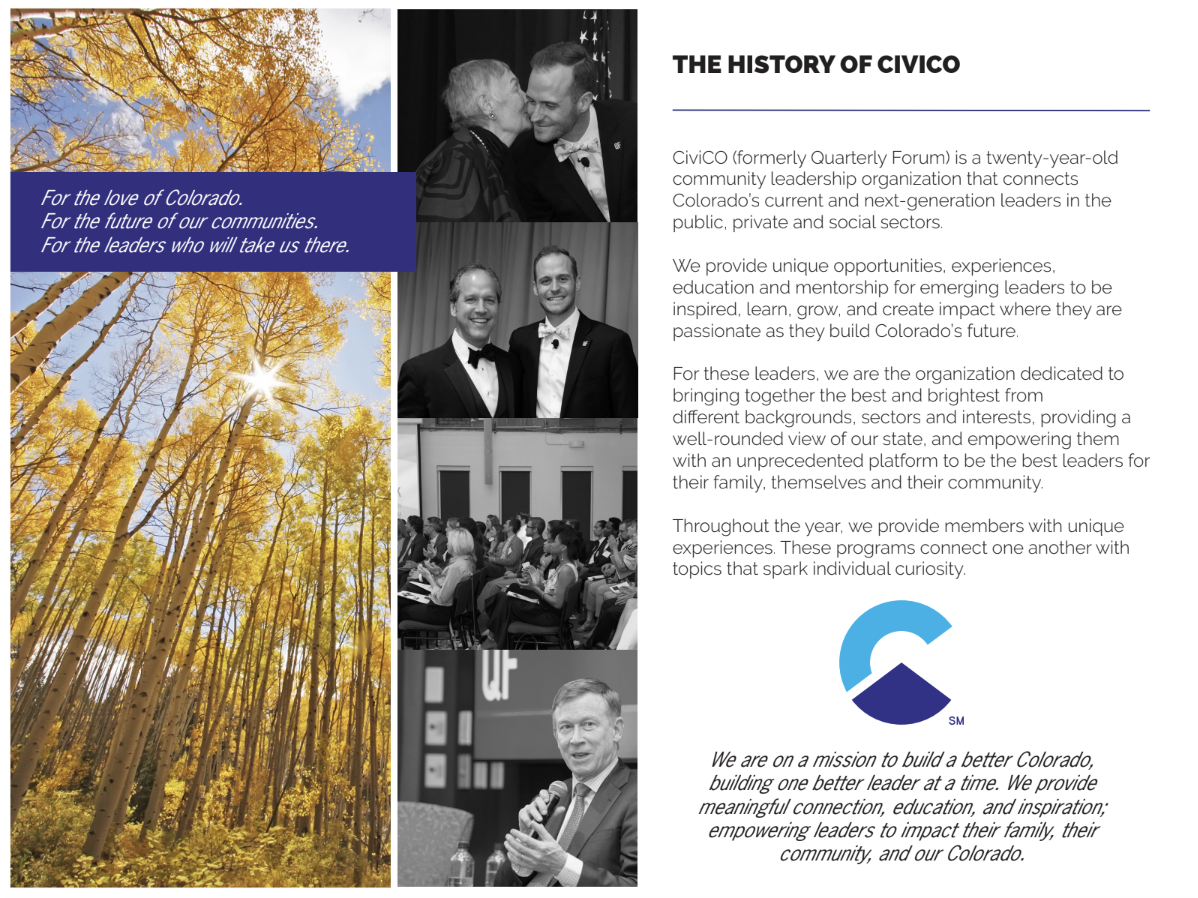 For the love of Colorado.
For the future of our communities.
For the leaders who will take us there.
QF
THE HISTORY OF CIVICO
CiviCO (formerly Quarterly Forum) is a twenty-year-old
community leadership organization that connects
Colorado's current and next-generation leaders in the
public, private and social sectors.
We provide unique opportunities, experiences,
education and mentorship for emerging leaders to be
inspired, learn, grow, and create impact where they are
passionate as they build Colorado's future.
For these leaders, we are the organization dedicated to
bringing together the best and brightest from
different backgrounds, sectors and interests, providing a
well-rounded view of our state, and empowering them
with an unprecedented platform to be the best leaders for
their family, themselves and their community.
Throughout the year, we provide members with unique
experiences. These programs connect one another with
topics that spark individual curiosity.
SM
We are on a mission to build a better Colorado,
building one better leader at a time. We provide
meaningful connection, education, and inspiration;
empowering leaders to impact their family, their
community, and our Colorado.